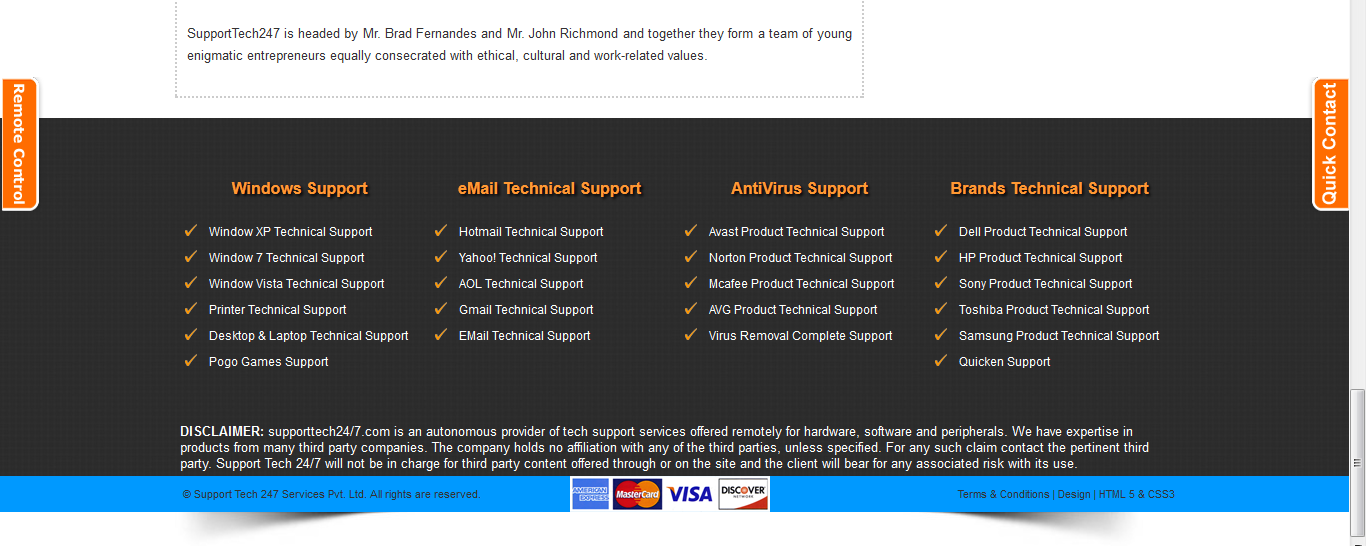 SupportTech247 is headed by Mr. Brad Fernandes and Mr. John Richmond and together they form a team of young
enigmatic entrepreneurs equally consecrated with ethical, cultural and work-related values.
Remote Control
Quick Contact
Windows Support
Window XP Technical Support
Window 7 Technical Support
Window Vista Technical Support
Printer Technical Support
Desktop & Laptop Technical Support
Pogo Games Support
eMail Technical Support
Hotmail Technical Support
Yahoo! Technical Support
AOL Technical Support
Gmail Technical Support
EMail Technical Support
AntiVirus Support
Avast Product Technical Support
Norton Product Technical Support
Mcafee Product Technical Support
AVG Product Technical Support
Virus Removal Complete Support
Brands Technical Support
Dell Product Technical Support
HP Product Technical Support
Sony Product Technical Support
Toshiba Product Technical Support
Samsung Product Technical Support
Quicken Support
DISCLAIMER: supporttech24/7.com is an autonomous provider of tech support services offered remotely for hardware, software and peripherals. We have expertise in
products from many third party companies. The company holds no affiliation with any of the third parties, unless specified. For any such claim contact the pertinent third
party. Support Tech 24/7 will not be in charge for third party content offered through or on the site and the client will bear for any associated risk with its use.
© Support Tech 247 Services Pvt. Ltd. All rights are reserved.
AMERICAN
EXPRESS
MasterCard
VISA
DISCOVER
NETWORK
Terms & Conditions | Design | HTML 5 & CSS3